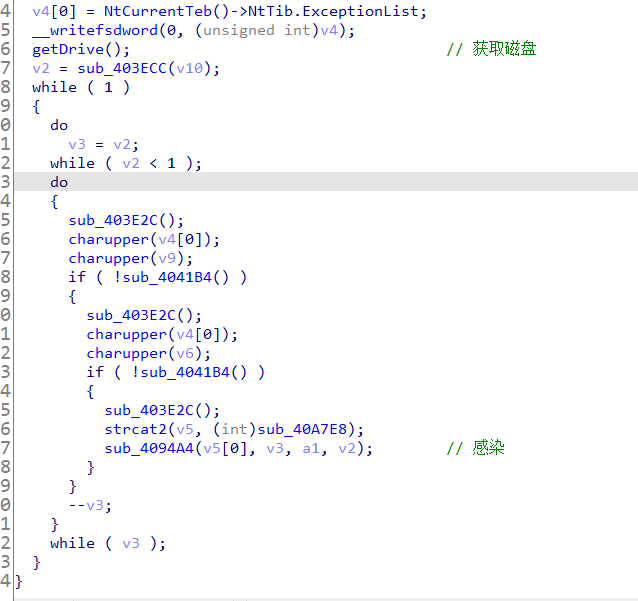 4 v4[0] = NtCurrentTeb()->NtTib.ExceptionList;
5 __writefsdword(0, (unsigned int)v4);
6 getDrive(); // 获取磁盘
7 v2 = sub_403ECC(v10);
8 while ( 1 )
9 {
0 do
1 v3 = v2;
2 while ( v2 < 1 );
3 do
4 {
5 sub_403E2C();
6 charupper(v4[0]);
7 charupper(v9);
8 if ( !sub_4041B4() )
9 {
0 sub_403E2C();
1 charupper(v4[0]);
2 charupper(v6);
3 if ( !sub_4041B4() )
4 {
5 sub_403E2C();
6 strcat2(v5, (int)sub_40A7E8);
7 sub_4094A4(v5[0], v3, a1, v2); // 感染
8 }
9 }
0 --v3;
1 }
2 while ( v3 );
3 }
4 }